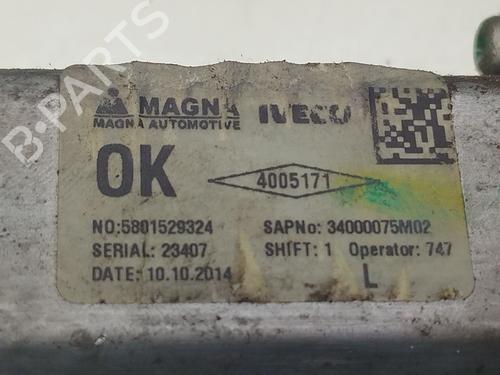 B-PARTS
MAGNA IVECO
MAGNA AUTOMOTIVE
OK 4005171
NO:5801529324 SAPNo: 34000075M02
SERIAL: 23407 SHIFT: 1 Operator: 747
DATE: 10.10.2014 L